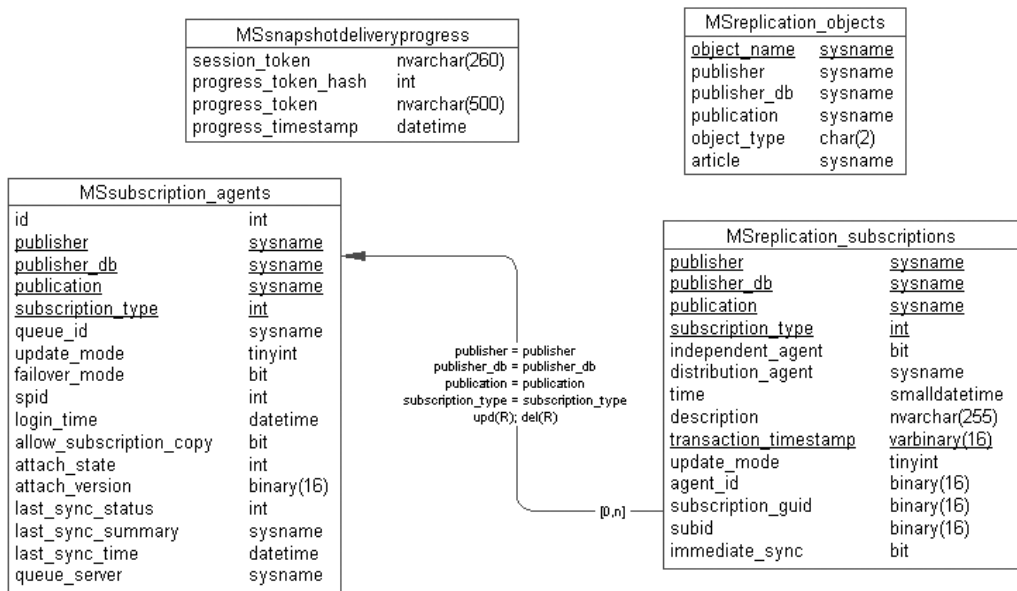 MSsnapshotdeliveryprogress
session_token nvarchar(260)
progress_token_hash int
progress_token nvarchar(500)
progress_timestamp datetime
MSreplication_objects
object_name sysname
publisher sysname
publisher_db sysname
publication sysname
object_type char(2)
article sysname
MSsubscription_agents
id int
publisher sysname
publisher_db sysname
publication sysname
subscription_type int
queue_id sysname
update_mode tinyint
failover_mode bit
spid int
login_time datetime
allow_subscription_copy bit
attach_state int
attach_version binary(16)
last_sync_status int
last_sync_summary sysname
last_sync_time datetime
queue_server sysname
publisher = publisher
publisher_db = publisher_db
publication = publication
subscription_type = subscription_type
upd(R); del(R)
[0,n]
MSreplication_subscriptions
publisher sysname
publisher_db sysname
publication sysname
subscription_type int
independent_agent bit
distribution_agent sysname
time smalldatetime
description nvarchar(255)
transaction_timestamp varbinary(16)
update_mode tinyint
agent_id binary(16)
subscription_guid binary(16)
subid binary(16)
immediate_sync bit